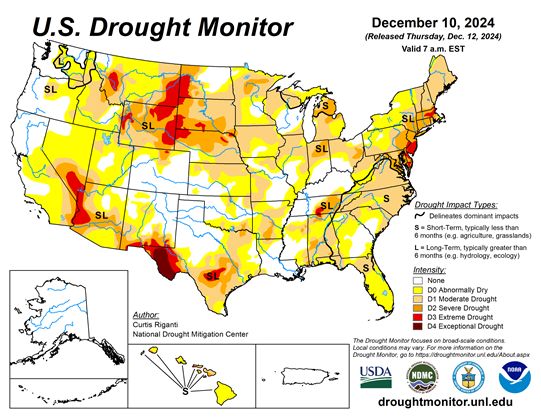 U.S. Drought Monitor
December 10, 2024
(Released Thursday, Dec. 12, 2024)
Valid 7 a.m. EST
SL
SL
SL
SL
SL
SL
SL
SL
S
S
S
S
Drought Impact Types:
Delineates dominant impacts
S = Short-Term, typically less than
6 months (e.g. agriculture, grasslands)
L = Long-Term, typically greater than
6 months (e.g. hydrology, ecology)
Intensity:
None
D0 Abnormally Dry
D1 Moderate Drought
D2 Severe Drought
D3 Extreme Drought
D4 Exceptional Drought
Author:
Curtis Riganti
National Drought Mitigation Center
The Drought Monitor focuses on broad-scale conditions.
Local conditions may vary. For more information on the
Drought Monitor, go to https://droughtmonitor.unl.edu/About.aspx
USDA
NDMC
NOAA
droughtmonitor.unl.edu